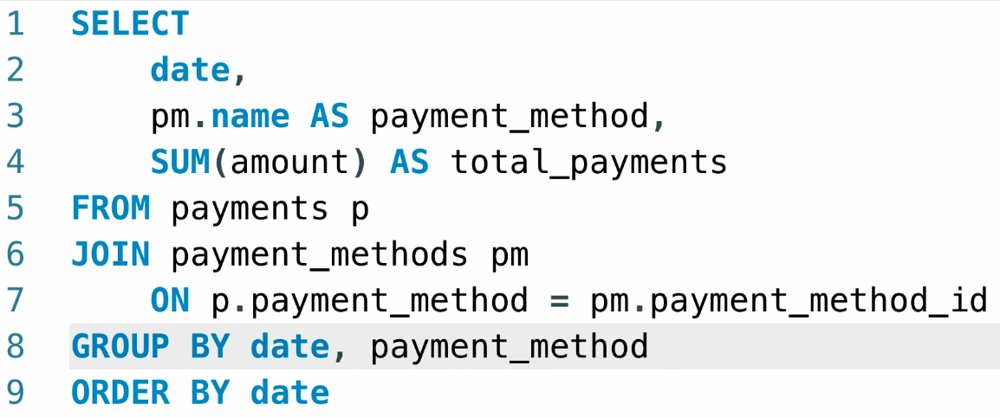 1 SELECT
2 date,
3 pm.name AS payment_method,
4 SUM(amount) AS total_payments
5 FROM payments p
6 JOIN payment_methods pm
7 ON p.payment_method = pm.payment_method_id
8 GROUP BY date, payment_method
9 ORDER BY date